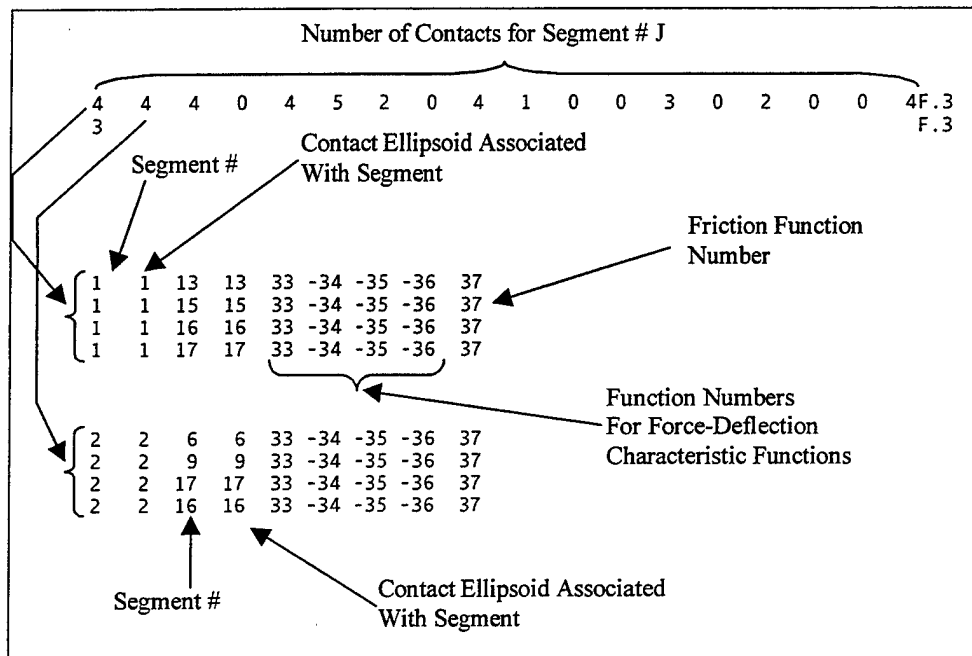 Number of Contacts for Segment # J
4 4 4 0 4 5 2 0 4 1 0 0 3 0 2 0 0 4F.3
3 F.3
Segment #
Contact Ellipsoid Associated
With Segment
Friction Function
Number
1 1 13 13 33 -34 -35 -36 37
1 1 15 15 33 -34 -35 -36 37
1 1 16 16 33 -34 -35 -36 37
1 1 17 17 33 -34 -35 -36 37
Function Numbers
For Force-Deflection
Characteristic Functions
2 2 6 6 33 -34 -35 -36 37
2 2 9 9 33 -34 -35 -36 37
2 2 17 17 33 -34 -35 -36 37
2 2 16 16 33 -34 -35 -36 37
Segment #
Contact Ellipsoid Associated
With Segment